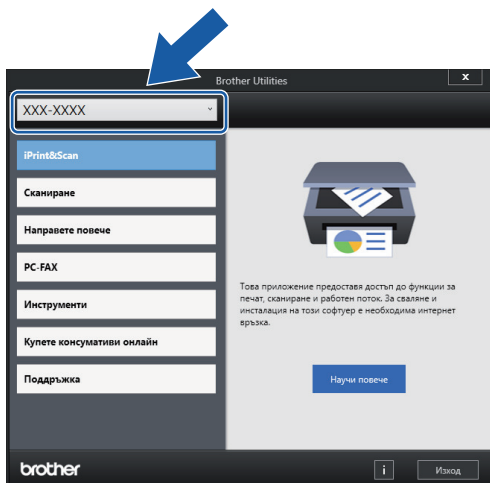 Brother Utilities
x
XXX-XXXX
iPrint&Scan
Сканиране
Направете повече
PC-FAX
Инструменти
Купете консумативи онлайн
Поддръжка
Това приложение предоставя достъп до функции за
печат, сканиране и работен поток. За сваляне и
инсталация на този софтуер е необходима интернет
връзка.
Научи повече
brother
i
Изход